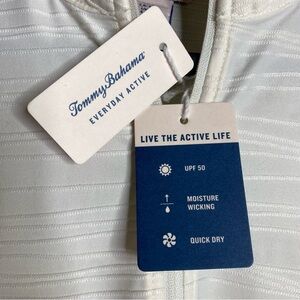 Tommy Bahama
EVERYDAY ACTIVE
LIVE THE ACTIVE LIFE
UPF 50
MOISTURE
WICKING
QUICK DRY